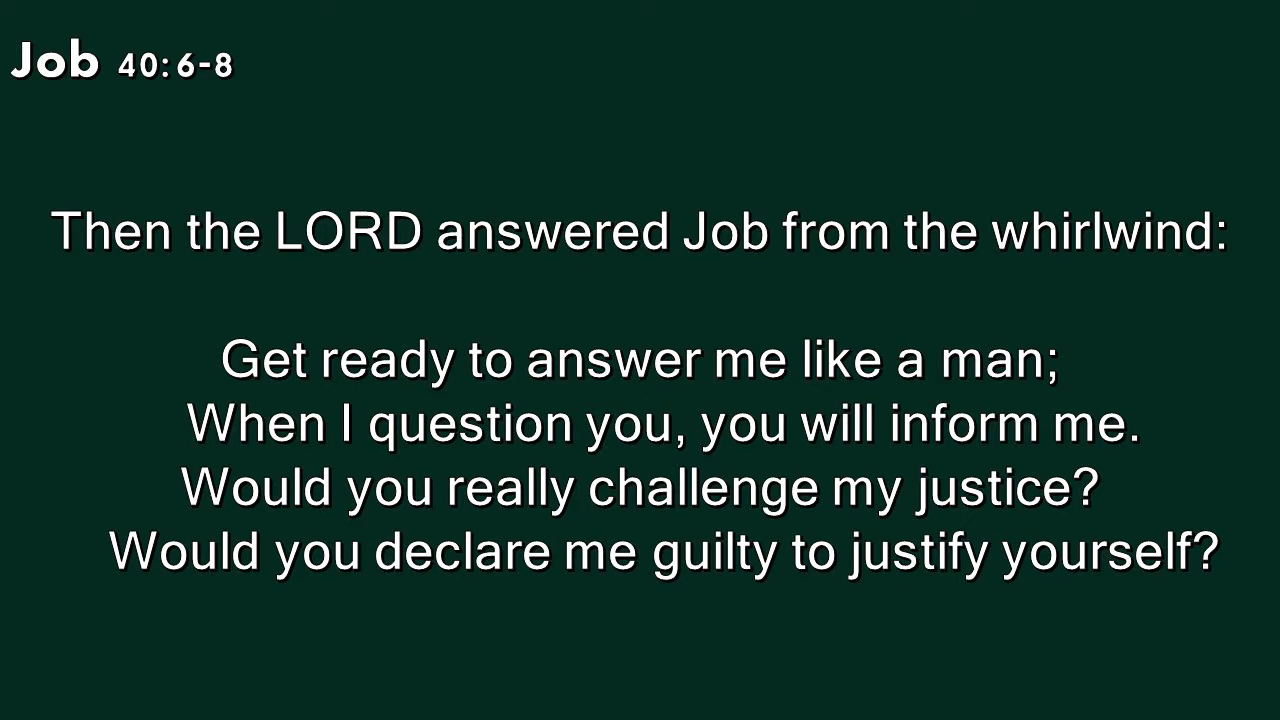 Job 40:6-8
Then the LORD answered Job from the whirlwind:
Get ready to answer me like a man;
When I question you, you will inform me.
Would you really challenge my justice?
Would you declare me guilty to justify yourself?